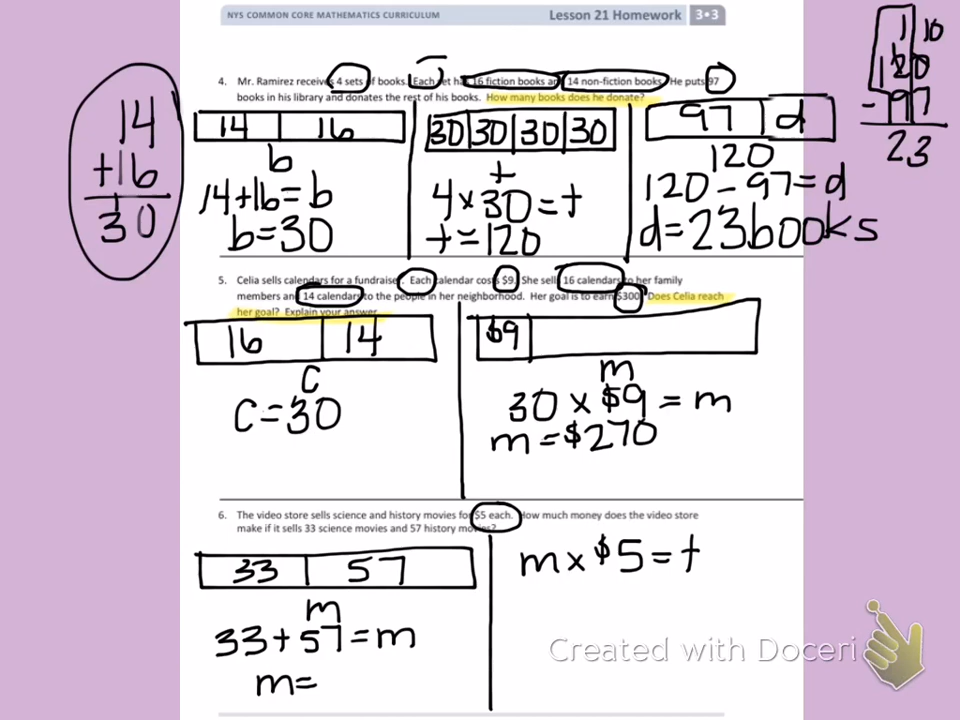 NYS COMMON CORE MATHEMATICS CURRICULUM Lesson 21 Homework 3•3
4. Mr. Ramirez receives 4 sets of books. Each set has 16 fiction books and 14 non-fiction books. He puts 97
books in his library and donates the rest of his books. How many books does he donate?
14
+16
30
14 16
b
14+16=b
b=30
30 30 30 30
t
4×30=t
t=120
97 d
120
120-97=d
d=23books
1 10
120
-97
23
5. Celia sells calendars for a fundraiser. Each calendar costs $9. She sells 16 calendars to her family
members and 14 calendars to the people in her neighborhood. Her goal is to earn $300. Does Celia reach
her goal? Explain your answer.
16 14
c
c=30
$9
m
30 × $9 = m
m=$270
6. The video store sells science and history movies for $5 each. How much money does the video store
make if it sells 33 science movies and 57 history movies?
33 57
m
33+57=m
m=
m×$5=t
Created with Doceri